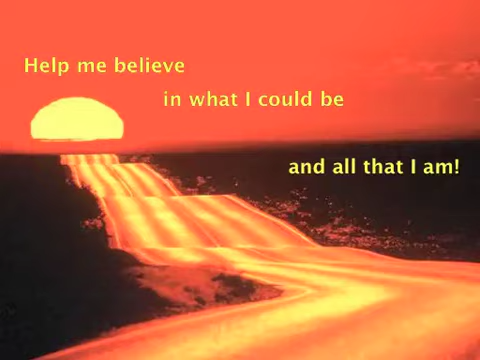 Help me believe
in what I could be
and all that I am!